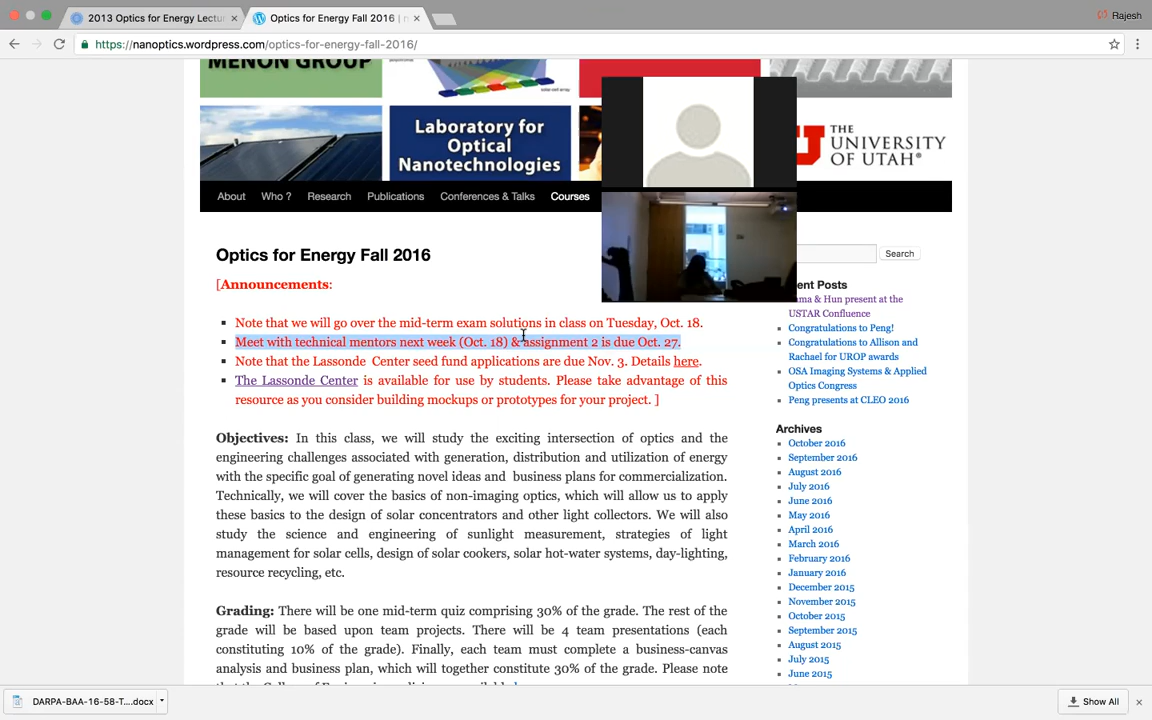 2013 Optics for Energy Lectu
Optics for Energy Fall 2016 | n
Rajesh
https://nanoptics.wordpress.com/optics-for-energy-fall-2016/
MENON GROUP
solar-cell array
Laboratory for
Optical
Nanotechnologies
THE
UNIVERSITY
OF UTAH
About Who ? Research Publications Conferences & Talks Courses
Optics for Energy Fall 2016
[Announcements:
Note that we will go over the mid-term exam solutions in class on Tuesday, Oct. 18.
Meet with technical mentors next week (Oct. 18) & assignment 2 is due Oct. 27.
Note that the Lassonde Center seed fund applications are due Nov. 3. Details here.
The Lassonde Center is available for use by students. Please take advantage of this
resource as you consider building mockups or prototypes for your project. ]
Objectives: In this class, we will study the exciting intersection of optics and the
engineering challenges associated with generation, distribution and utilization of energy
with the specific goal of generating novel ideas and business plans for commercialization.
Technically, we will cover the basics of non-imaging optics, which will allow us to apply
these basics to the design of solar concentrators and other light collectors. We will also
study the science and engineering of sunlight measurement, strategies of light
management for solar cells, design of solar cookers, solar hot-water systems, day-lighting,
resource recycling, etc.
Grading: There will be one mid-term quiz comprising 30% of the grade. The rest of the
grade will be based upon team projects. There will be 4 team presentations (each
constituting 10% of the grade). Finally, each team must complete a business-canvas
analysis and business plan, which will together constitute 30% of the grade. Please note
Search
ent Posts
ama & Hun present at the
USTAR Confluence
Congratulations to Peng!
Congratulations to Allison and
Rachael for UROP awards
OSA Imaging Systems & Applied
Optics Congress
Peng presents at CLEO 2016
Archives
October 2016
September 2016
August 2016
July 2016
June 2016
May 2016
April 2016
March 2016
February 2016
January 2016
December 2015
November 2015
October 2015
September 2015
August 2015
July 2015
June 2015
DARPA-BAA-16-58-T....docx
Show All